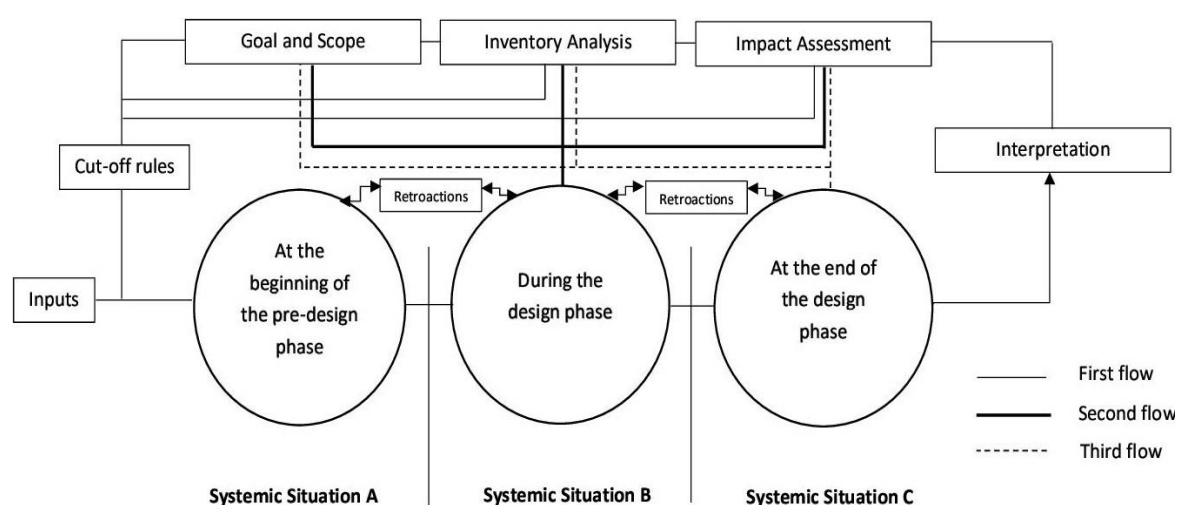 Goal and Scope
Inventory Analysis
Impact Assessment
Cut-off rules
Interpretation
Retroactions
Retroactions
Inputs
At the
beginning of
the pre-design
phase
During the
design phase
At the end of
the design
phase
First flow
Second flow
Third flow
Systemic Situation A
Systemic Situation B
Systemic Situation C